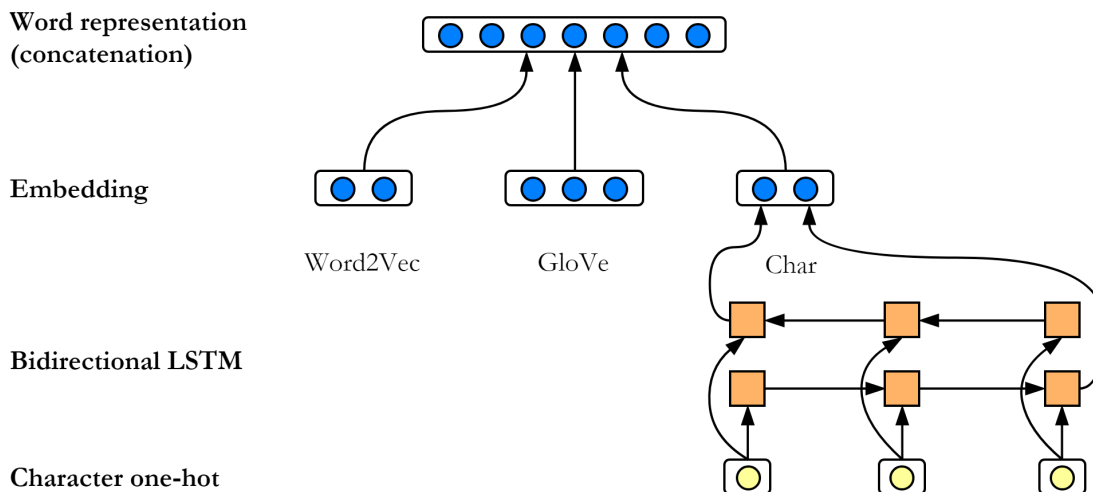 Word representation
(concatenation)
Embedding
Word2Vec
GloVe
Char
Bidirectional LSTM
Character one-hot